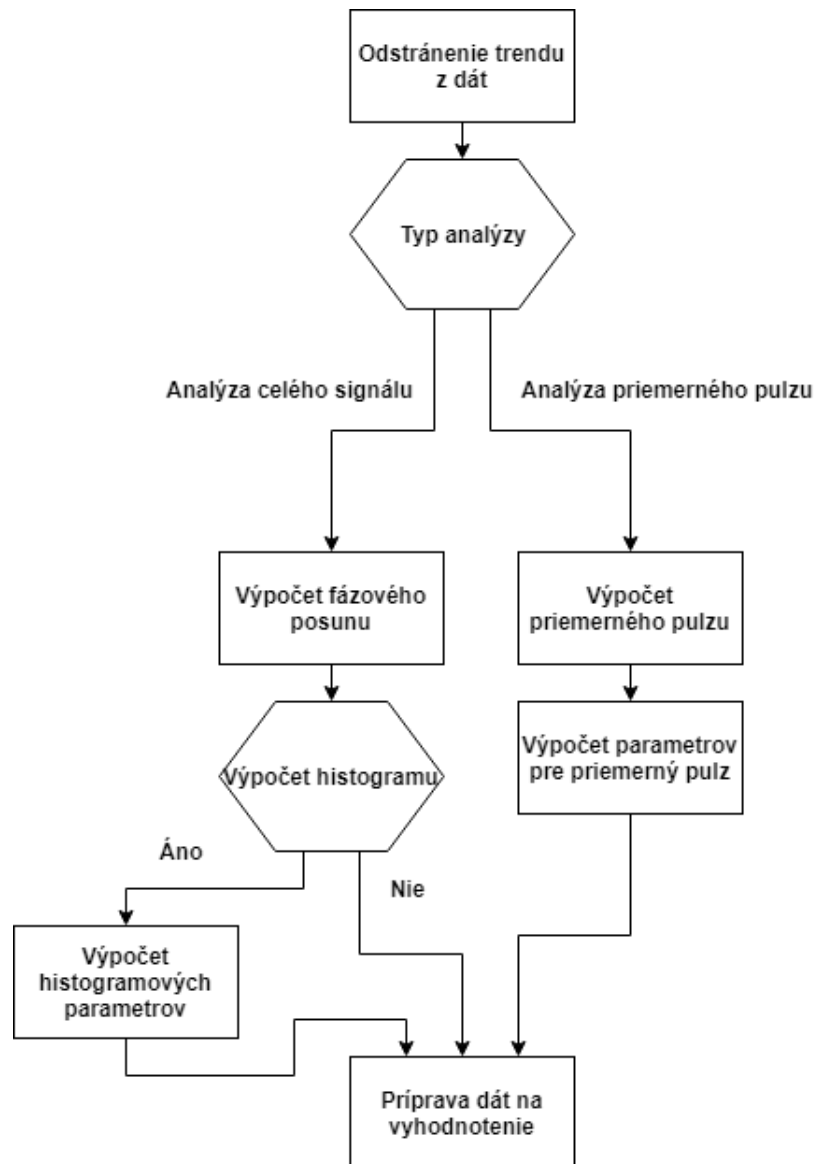 Odstránenie trendu
z dát
Typ analýzy
Analýza celého signálu
Analýza priemerného pulzu
Výpočet fázového
posunu
Výpočet
priemerného pulzu
Výpočet histogramu
Výpočet parametrov
pre priemerný pulz
Áno
Nie
Výpočet
histogramových
parametrov
Príprava dát na
vyhodnotenie